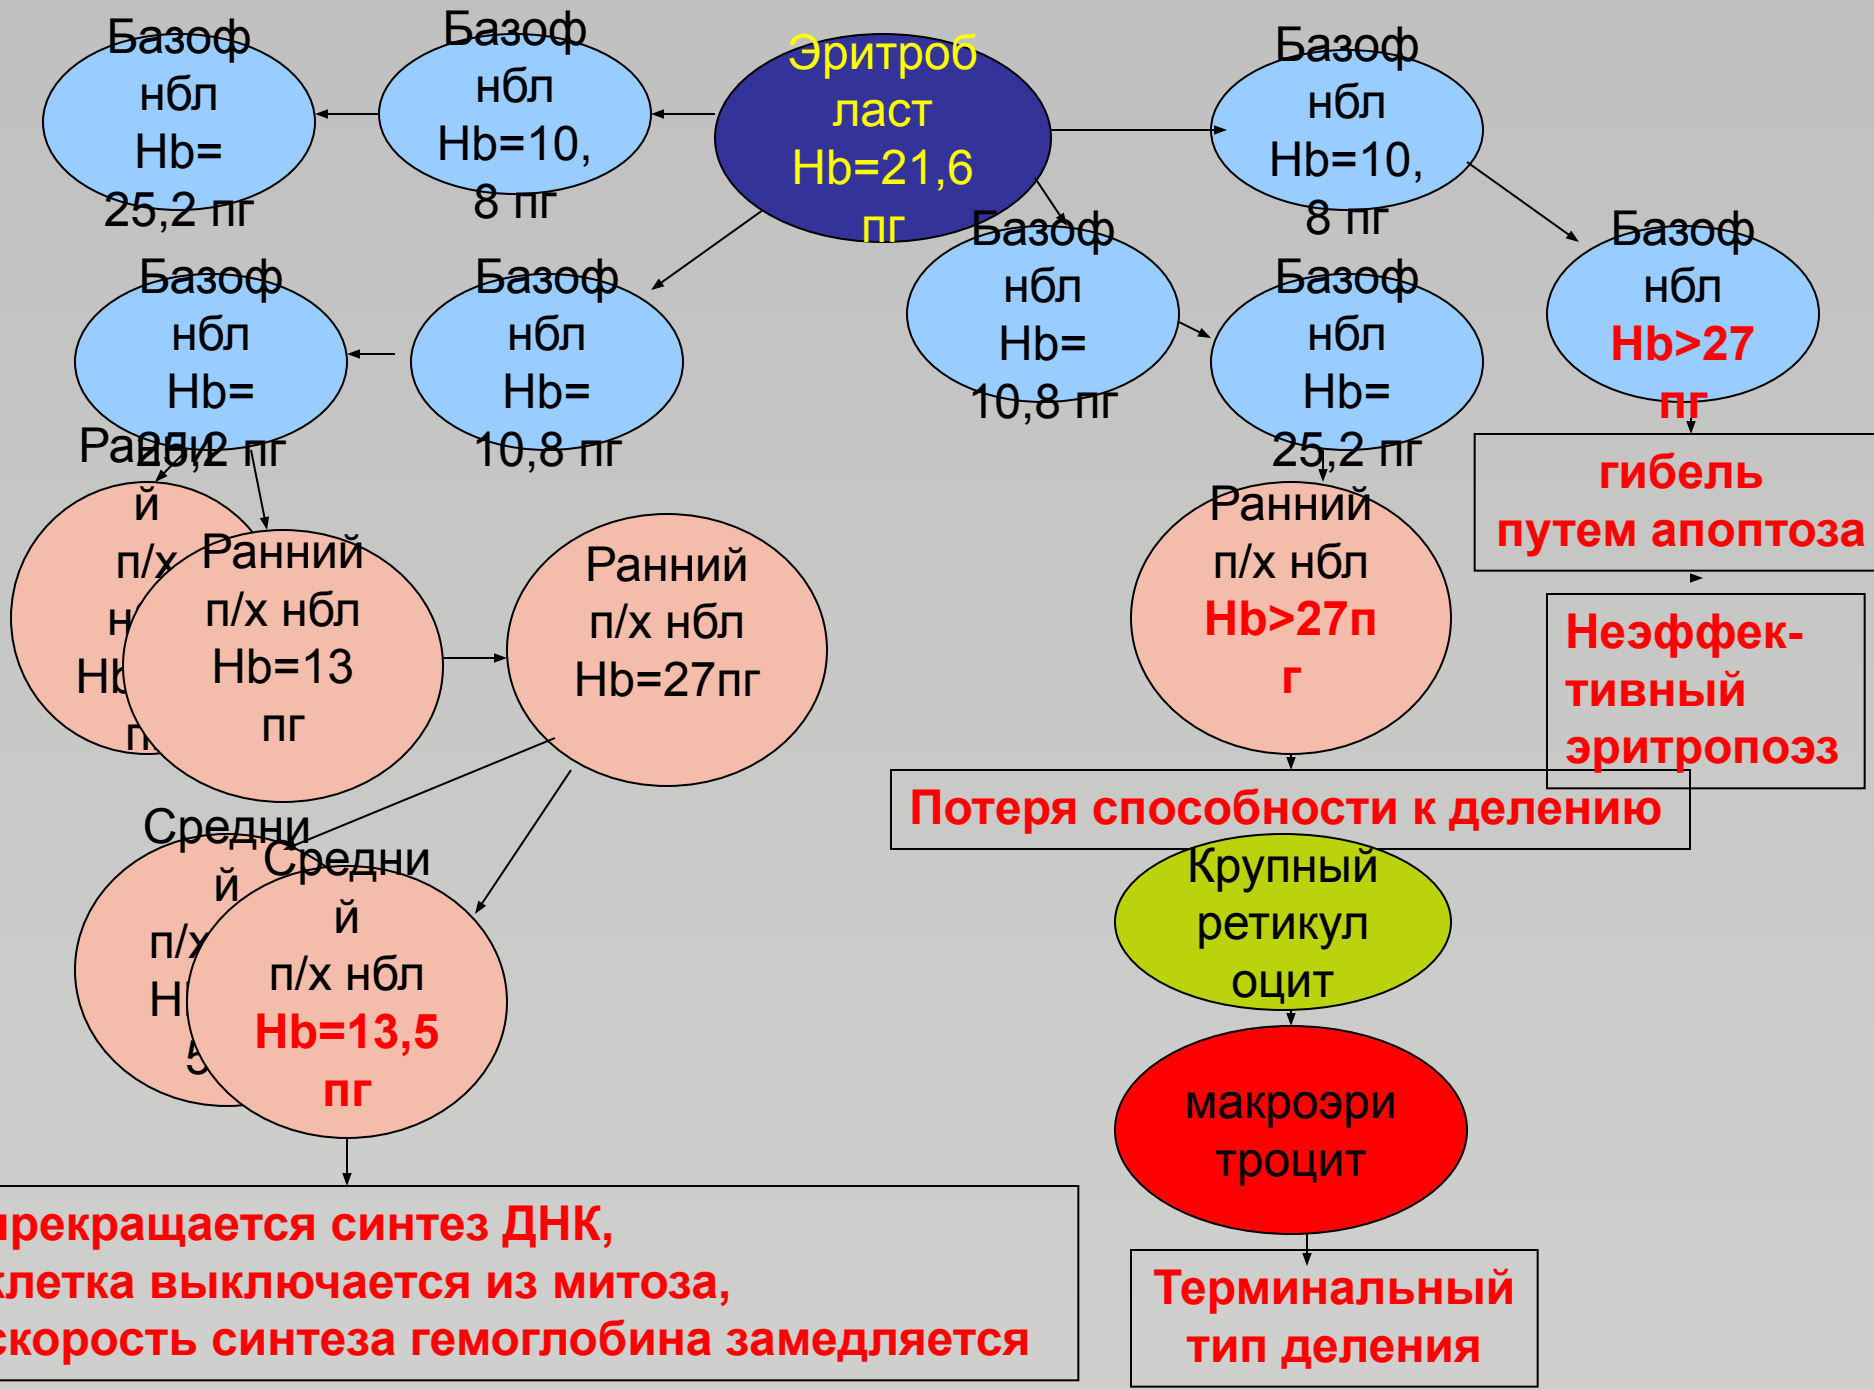 Базоф
нбл
Hb=
25,2 пг
Базоф
нбл
Hb=10,
8 пг
Эритроб
ласт
Hb=21,6
пг
Базоф
нбл
Hb=10,
8 пг
Базоф
нбл
Hb=
25,2 пг
Базоф
нбл
Hb=
10,8 пг
Базоф
нбл
Hb=
10,8 пг
Базоф
нбл
Hb=
25,2 пг
Базоф
нбл
Hb>27
пг
Ранни
й
п/х
Ранний
п/х нбл
Hb=13
пг
Ранний
п/х нбл
Hb=27пг
Ранний
п/х нбл
Hb>27п
г
гибель
путем апоптоза
Неэффек-
тивный
эритропоэз
Потеря способности к делению
Средни
й
п/х
Средни
й
п/х нбл
Hb=13,5
пг
Крупный
ретикул
оцит
макроэри
троцит
прекращается синтез ДНК,
клетка выключается из митоза,
скорость синтеза гемоглобина замедляется
Терминальный
тип деления